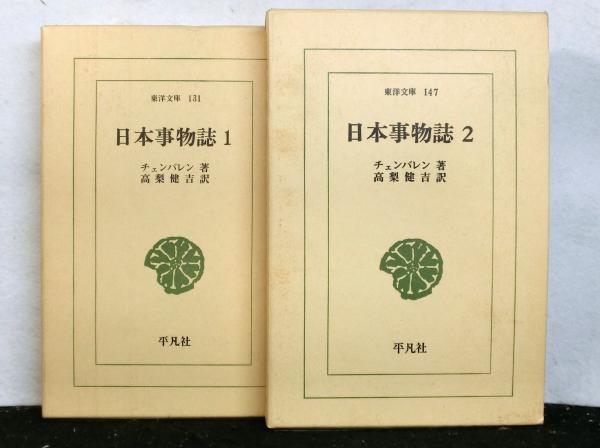 東洋文庫 131
日本事物誌 1
チェンバレン 著
高梨健吉 訳
平凡社
東洋文庫 147
日本事物誌 2
チェンバレン 著
高梨健吉 訳
平凡社